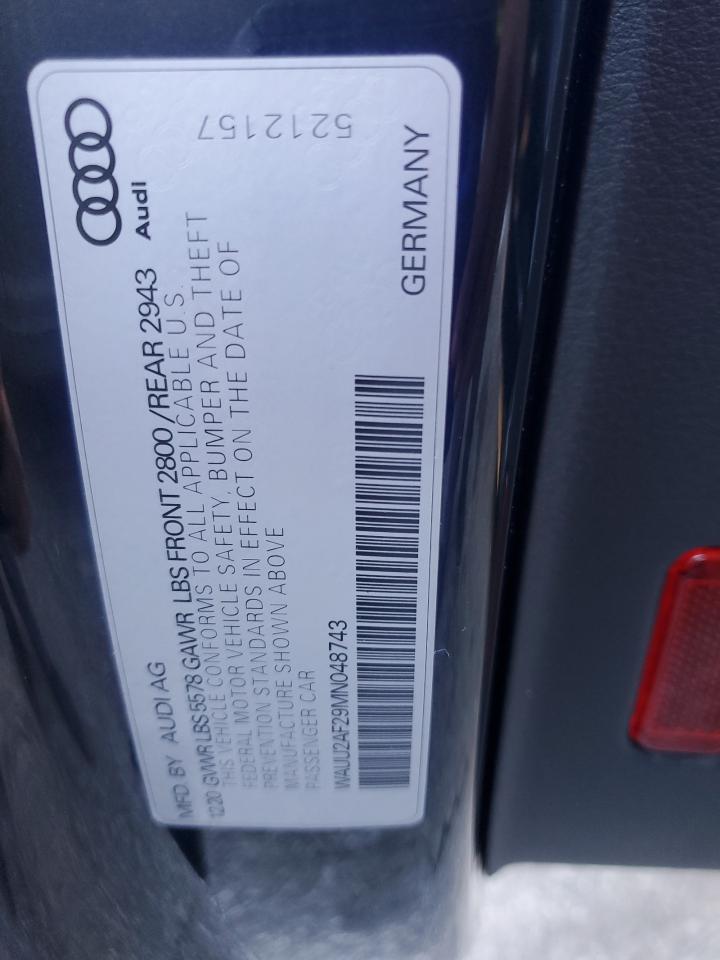 Audi
MFD. BY AUDI AG
12.20 GVWR LBS 5578 GAWR LBS FRONT 2800/REAR 2943
THIS VEHICLE CONFORMS TO ALL APPLICABLE U.S.
FEDERAL MOTOR VEHICLE SAFETY, BUMPER AND THEFT
PREVENTION STANDARDS IN EFFECT ON THE DATE OF
MANUFACTURE SHOWN ABOVE
PASSENGER CAR
WAUU2AF29MN048743
GERMANY
5212157